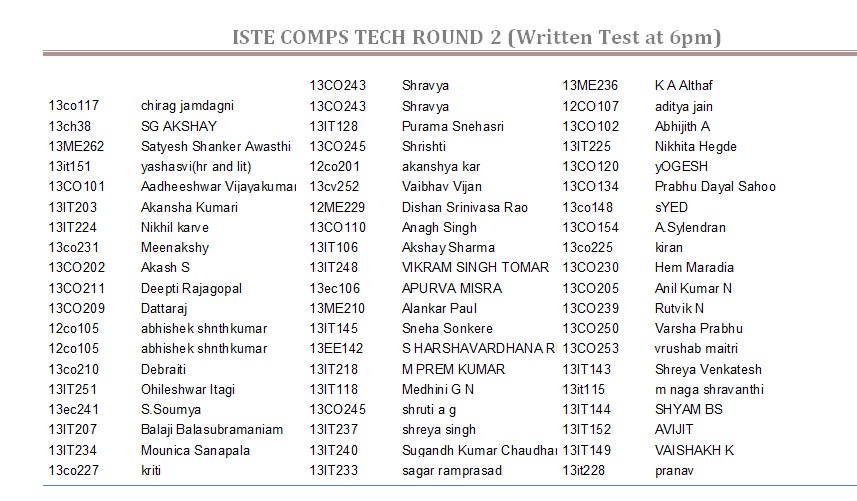 ISTE COMPS TECH ROUND 2 (Written Test at 6pm)
13CO243 Shravya 13ME236 K A Althaf
13co117 chirag jamdagni 13CO243 Shravya 12CO107 aditya jain
13ch38 SG AKSHAY 13IT128 Purama Snehasri 13CO102 Abhijith A
13ME262 Satyesh Shanker Awasthi 13CO245 Shrishti 13IT225 Nikhita Hegde
13it151 yashasvi(hr and lit) 12co201 akanshya kar 13CO120 yOGESH
13CO101 Aadheeshwar Vijayakumar 13cv252 Vaibhav Vijan 13CO134 Prabhu Dayal Sahoo
13IT203 Akansha Kumari 12ME229 Dishan Srinivasa Rao 13co148 sYED
13IT224 Nikhil karve 13CO110 Anagh Singh 13CO154 A.Sylendran
13co231 Meenakshy 13IT106 Akshay Sharma 13co225 kiran
13CO202 Akash S 13IT248 VIKRAM SINGH TOMAR 13CO230 Hem Maradia
13CO211 Deepti Rajagopal 13ec106 APURVA MISRA 13CO205 Anil Kumar N
13CO209 Dattaraj 13ME210 Alankar Paul 13CO239 Rutvik N
12co105 abhishek shnthkumar 13IT145 Sneha Sonkere 13CO250 Varsha Prabhu
12co105 abhishek shnthkumar 13EE142 S HARSHAVARDHANA 13CO253 vrushab maitri
13co210 Debraiti 13IT218 M PREM KUMAR 13IT143 Shreya Venkatesh
13IT251 Ohileshwar Itagi 13IT118 Medhini G N 13it115 m naga shravanthi
13ec241 S.Soumya 13CO245 shruti a g 13IT144 SHYAM BS
13IT207 Balaji Balasubramaniam 13IT237 shreya singh 13IT152 AVIJIT
13IT234 Mounica Sanapala 13IT240 Sugandh Kumar Chaudhar 13IT149 VAISHAKH K
13co227 kriti 13IT233 sagar ramprasad 13it228 pranav